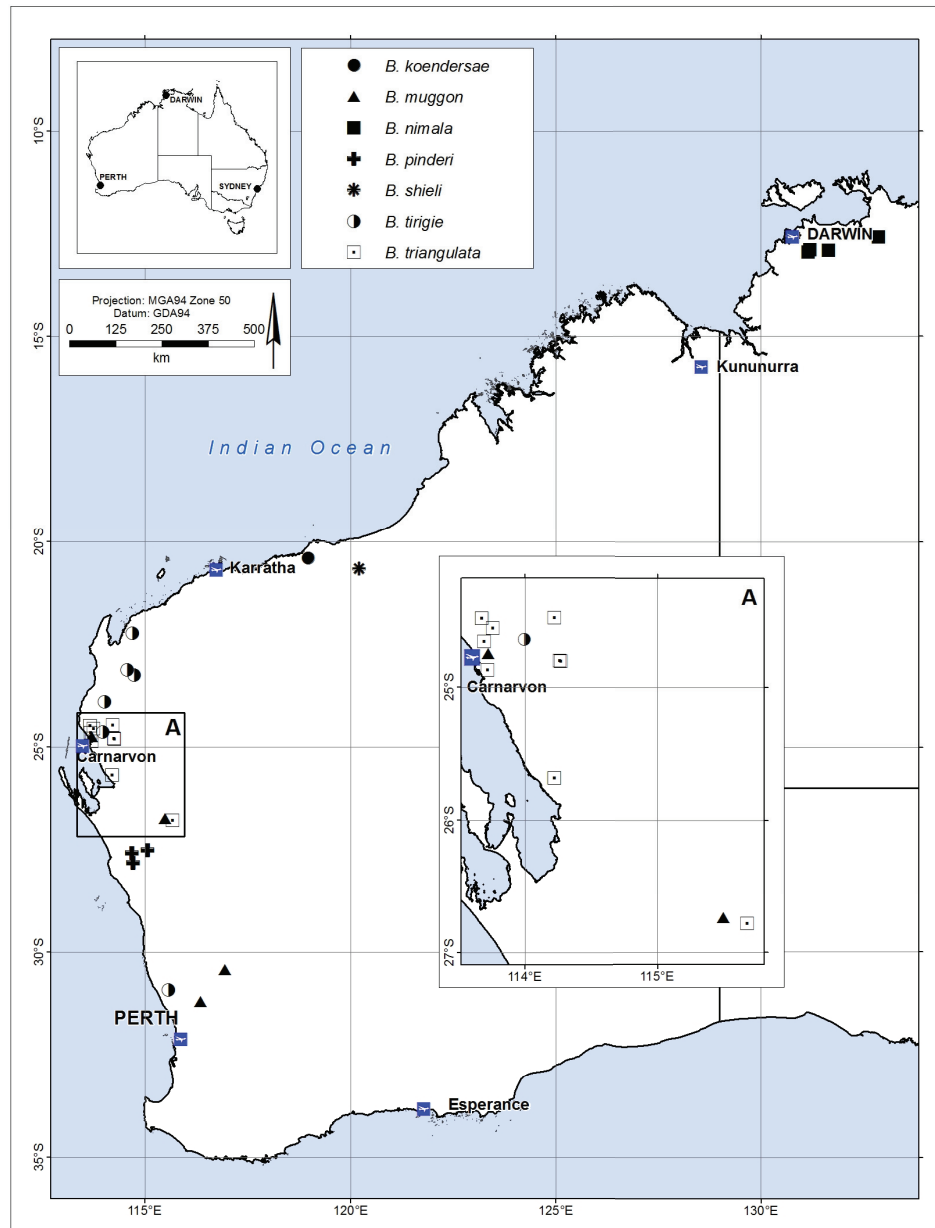 DARWIN
PERTH
SYDNEY
B. koendersae
B. muggon
B. nimala
B. pinderi
B. shieli
B. tirigie
B. triangulata
Projection: MGA94 Zone 50
Datum: GDA94
0 125 250 375 500
km
10°S
DARWIN
15°S
Kununurra
Indian Ocean
20°S
Karratha
A
25°S
Carnarvon
A
25°S
Carnarvon
26°S
27°S
114°E 115°E
30°S
PERTH
Esperance
35°S
115°E 120°E 125°E 130°E